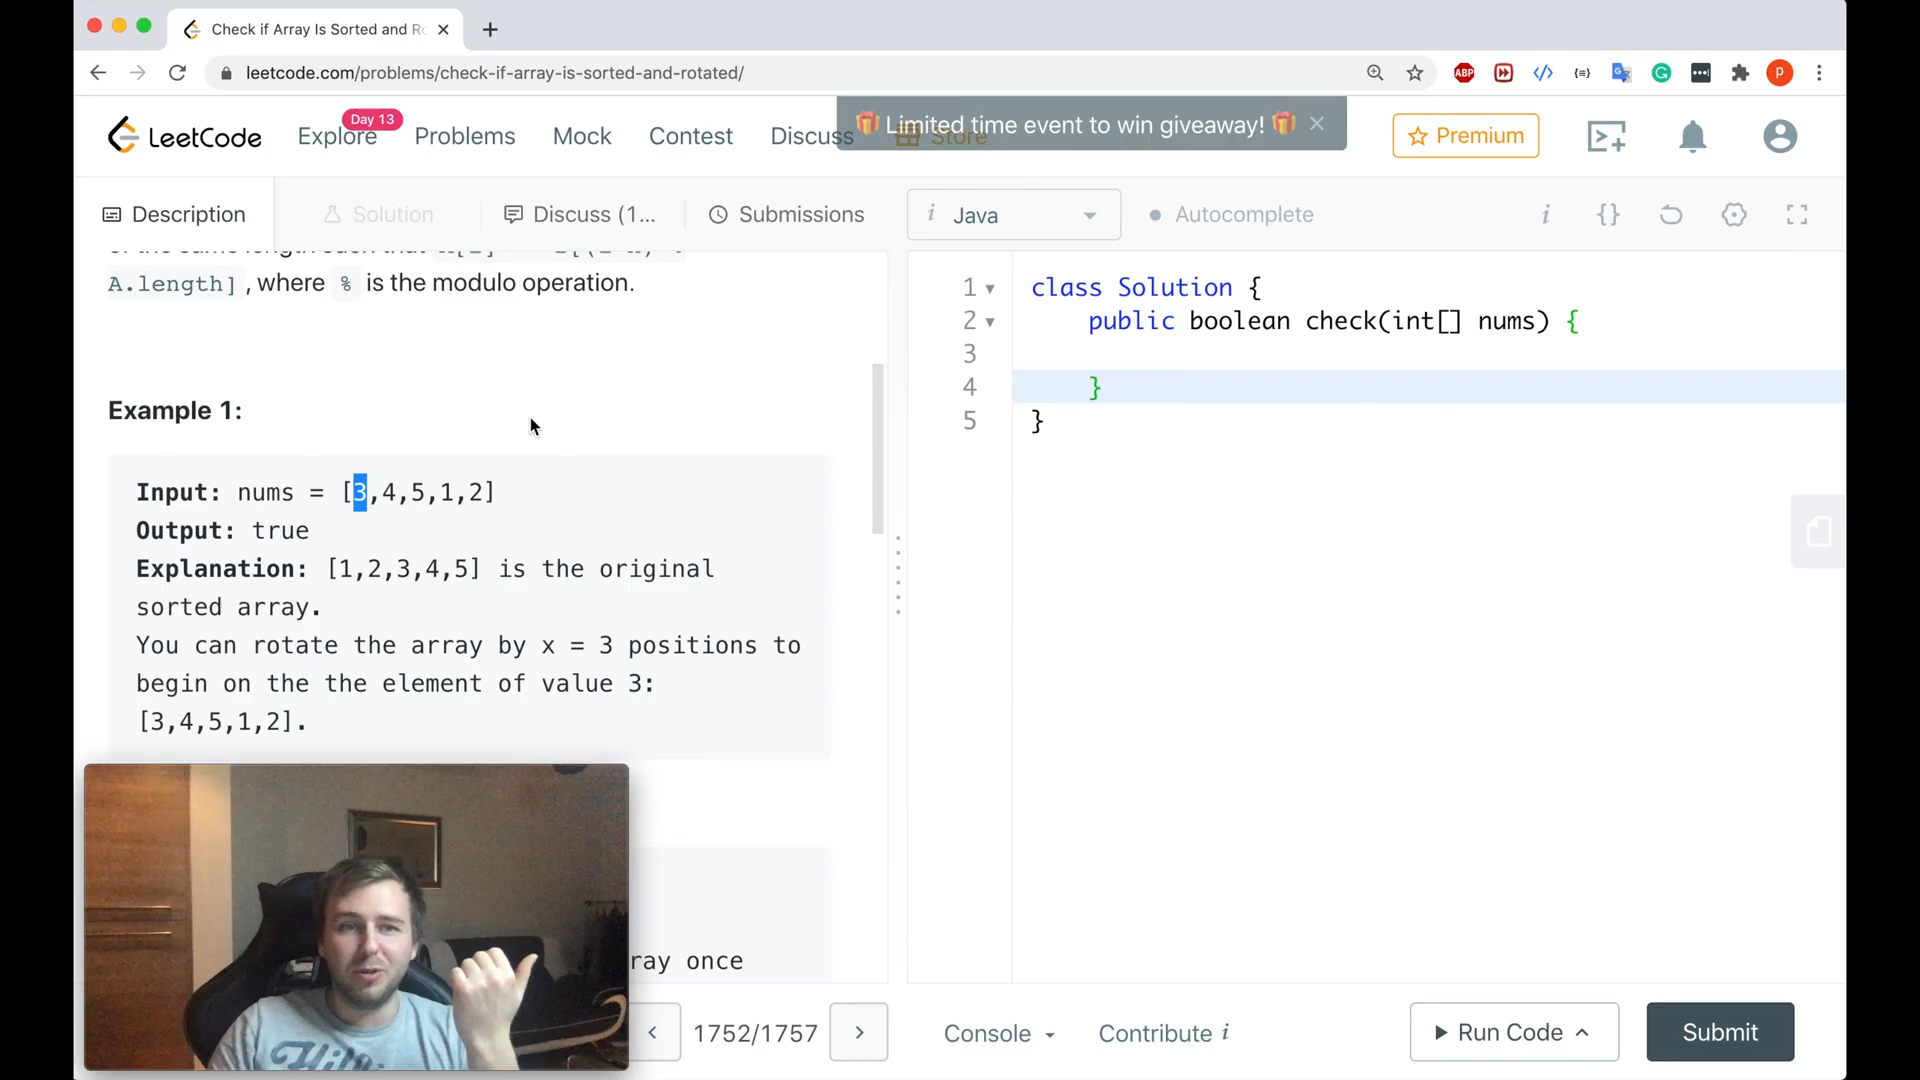 Check if Array Is Sorted and Ro
leetcode.com/problems/check-if-array-is-sorted-and-rotated/
ABP
P
LeetCode
Explore
Day 13
Problems
Mock
Contest
Discuss
Store
🎁 Limited time event to win giveaway! 🎁
Premium
Description
Solution
Discuss (1...
Submissions
i Java
Autocomplete
A.length], where % is the modulo operation.
Example 1:
Input: nums = [3,4,5,1,2]
Output: true
Explanation: [1,2,3,4,5] is the original
sorted array.
You can rotate the array by x = 3 positions to
begin on the the element of value 3:
[3,4,5,1,2].
ray once
1 class Solution {
2 public boolean check(int[] nums) {
3
4 }
5 }
1752/1757
Console
Contribute i
Run Code
Submit